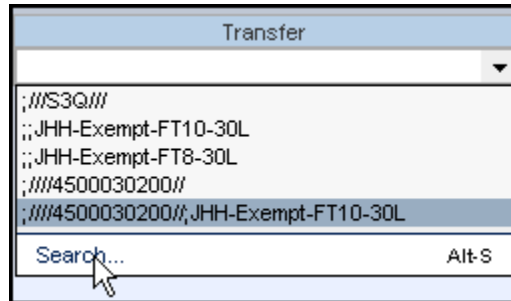 Transfer
;///S3Q///
;;JHH-Exempt-FT10-30L
;;JHH-Exempt-FT8-30L
;////4500030200//
;////4500030200//;JHH-Exempt-FT10-30L
Search... Alt-S